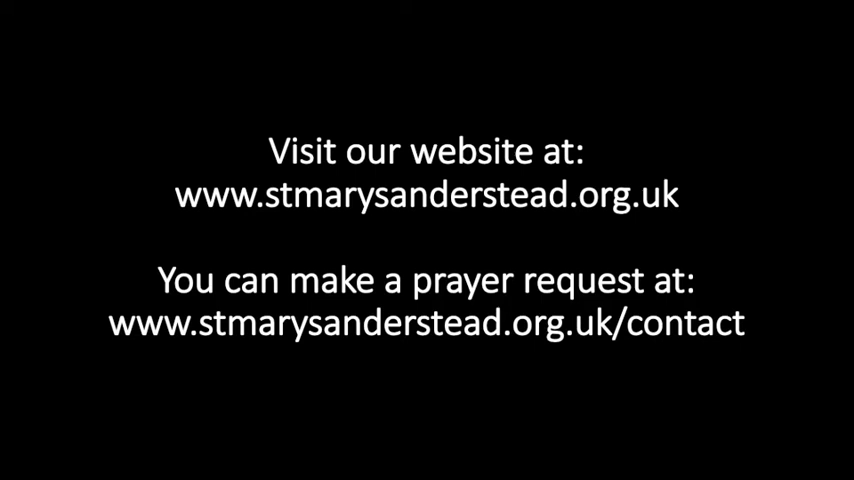 Visit our website at:
www.stmarysanderstead.org.uk
You can make a prayer request at:
www.stmarysanderstead.org.uk/contact